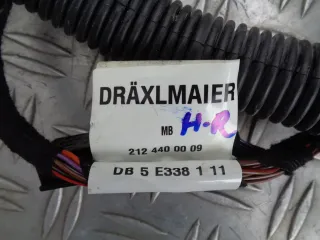 DRÄXLMAIER
MB H-R
212 440 00 09
DB 5 E338 1 11